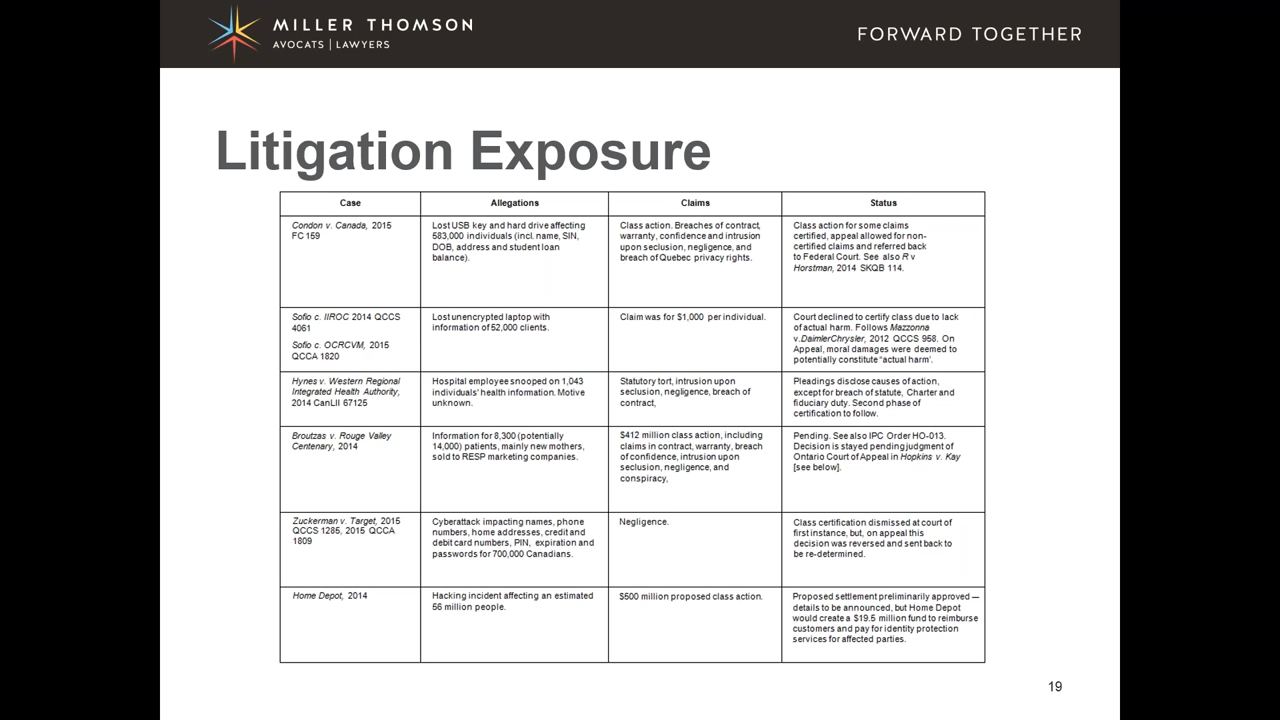 MILLER THOMSON
AVOCATS | LAWYERS
FORWARD TOGETHER
Litigation Exposure
Case
Allegations
Claims
Status
Condon v. Canada, 2015
FC 159
Lost USB key and hard drive affecting
583,000 individuals (incl. name, SIN,
DOB, address and student loan
balance).
Class action. Breaches of contract,
warranty, confidence and intrusion
upon seclusion, negligence, and
breach of Quebec privacy rights.
Class action for some claims
certified, appeal allowed for non-
certified claims and referred back
to Federal Court. See also R v
Horstman, 2014 SKQB 114.
Sofio c. IIROC 2014 QCCS
4061
Sofio c. OCRCVM, 2015
QCCA 1820
Lost unencrypted laptop with
information of 52,000 clients.
Claim was for $1,000 per individual.
Court declined to certify class due to lack
of actual harm. Follows Mazzonna
v.DaimlerChrysler, 2012 QCCS 958. On
Appeal, moral damages were deemed to
potentially constitute "actual harm'.
Hynes v. Western Regional
Integrated Health Authority,
2014 CanLII 67125
Hospital employee snooped on 1,043
individuals' health information. Motive
unknown.
Statutory tort, intrusion upon
seclusion, negligence, breach of
contract,
Pleadings disclose causes of action,
except for breach of statute, Charter and
fiduciary duty. Second phase of
certification to follow.
Broutzas v. Rouge Valley
Centenary, 2014
Information for 8,300 (potentially
14,000) patients, mainly new mothers,
sold to RESP marketing companies.
$412 million class action, including
claims in contract, warranty, breach
of confidence, intrusion upon
seclusion, negligence, and
conspiracy,
Pending. See also IPC Order HO-013.
Decision is stayed pending judgment of
Ontario Court of Appeal in Hopkins v. Kay
[see below].
Zuckerman v. Target, 2015
QCCS 1285, 2015 QCCA
1809
Cyberattack impacting names, phone
numbers, home addresses, credit and
debit card numbers, PIN, expiration and
passwords for 700,000 Canadians.
Negligence.
Class certification dismissed at court of
first instance, but, on appeal this
decision was reversed and sent back to
be re-determined.
Home Depot, 2014
Hacking incident affecting an estimated
56 million people.
$500 million proposed class action.
Proposed settlement preliminarily approved —
details to be announced, but Home Depot
would create a $19.5 million fund to reimburse
customers and pay for identity protection
services for affected parties.
19